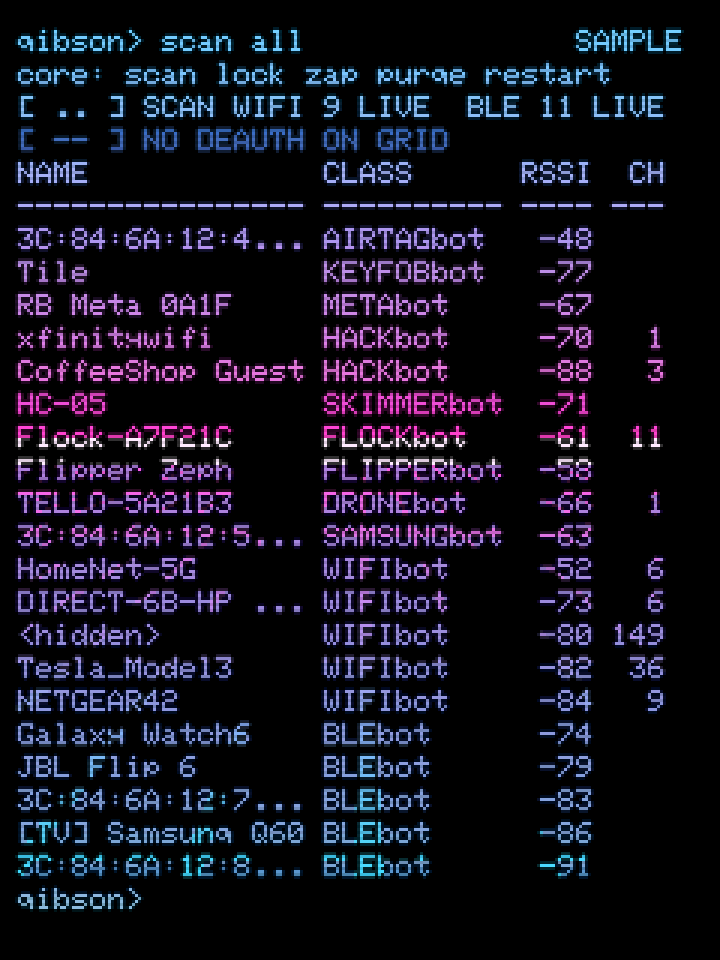 gibson> scan all SAMPLE
core: scan lock zap purge restart
[ .. ] SCAN WIFI 9 LIVE  BLE 11 LIVE
[ -- ] NO DEAUTH ON GRID
NAME CLASS RSSI CH
---------------- ---------- ---- ---
3C:84:6A:12:4... AIRTAGbot -48
Tile KEYFOBbot -77
RB Meta 0A1F METAbot -67
xfinitywifi HACKbot -70 1
CoffeeShop Guest HACKbot -88 3
HC-05 SKIMMERbot -71
Flock-A7F21C FLOCKbot -61 11
Flipper Zeph FLIPPERbot -58
TELLO-5A21B3 DRONEbot -66 1
3C:84:6A:12:5... SAMSUNGbot -63
HomeNet-5G WIFIbot -52 6
DIRECT-6B-HP ... WIFIbot -73 6
<hidden> WIFIbot -80 149
Tesla_Model3 WIFIbot -82 36
NETGEAR42 WIFIbot -84 9
Galaxy Watch6 BLEbot -74
JBL Flip 6 BLEbot -79
3C:84:6A:12:7... BLEbot -83
[TV] Samsung Q60 BLEbot -86
3C:84:6A:12:8... BLEbot -91
gibson>